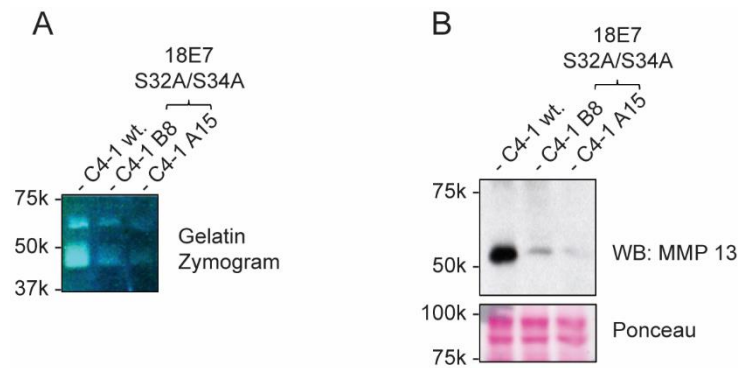 A
18E7
S32A/S34A
- C4-1 wt.
- C4-1 B8
- C4-1 A15
75k
50k
37k
Gelatin
Zymogram
B
18E7
S32A/S34A
- C4-1 wt.
- C4-1 B8
- C4-1 A15
75k
50k
WB: MMP 13
100k
75k
Ponceau